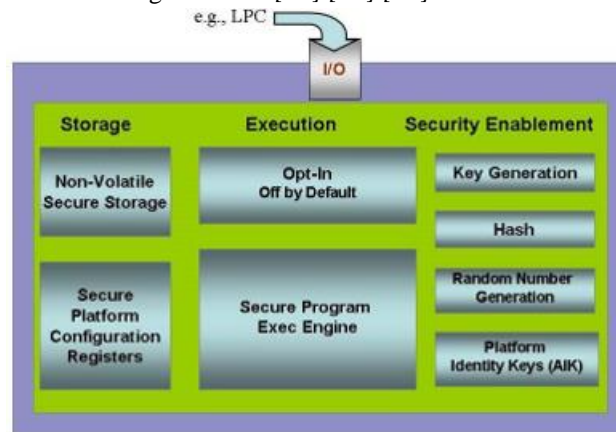 e.g., LPC
I/O
Storage
Execution
Security Enablement
Non-Volatile
Secure Storage
Opt-In
Off by Default
Key Generation
Hash
Secure
Platform
Configuration
Registers
Secure Program
Exec Engine
Random Number
Generation
Platform
Identity Keys (AIK)